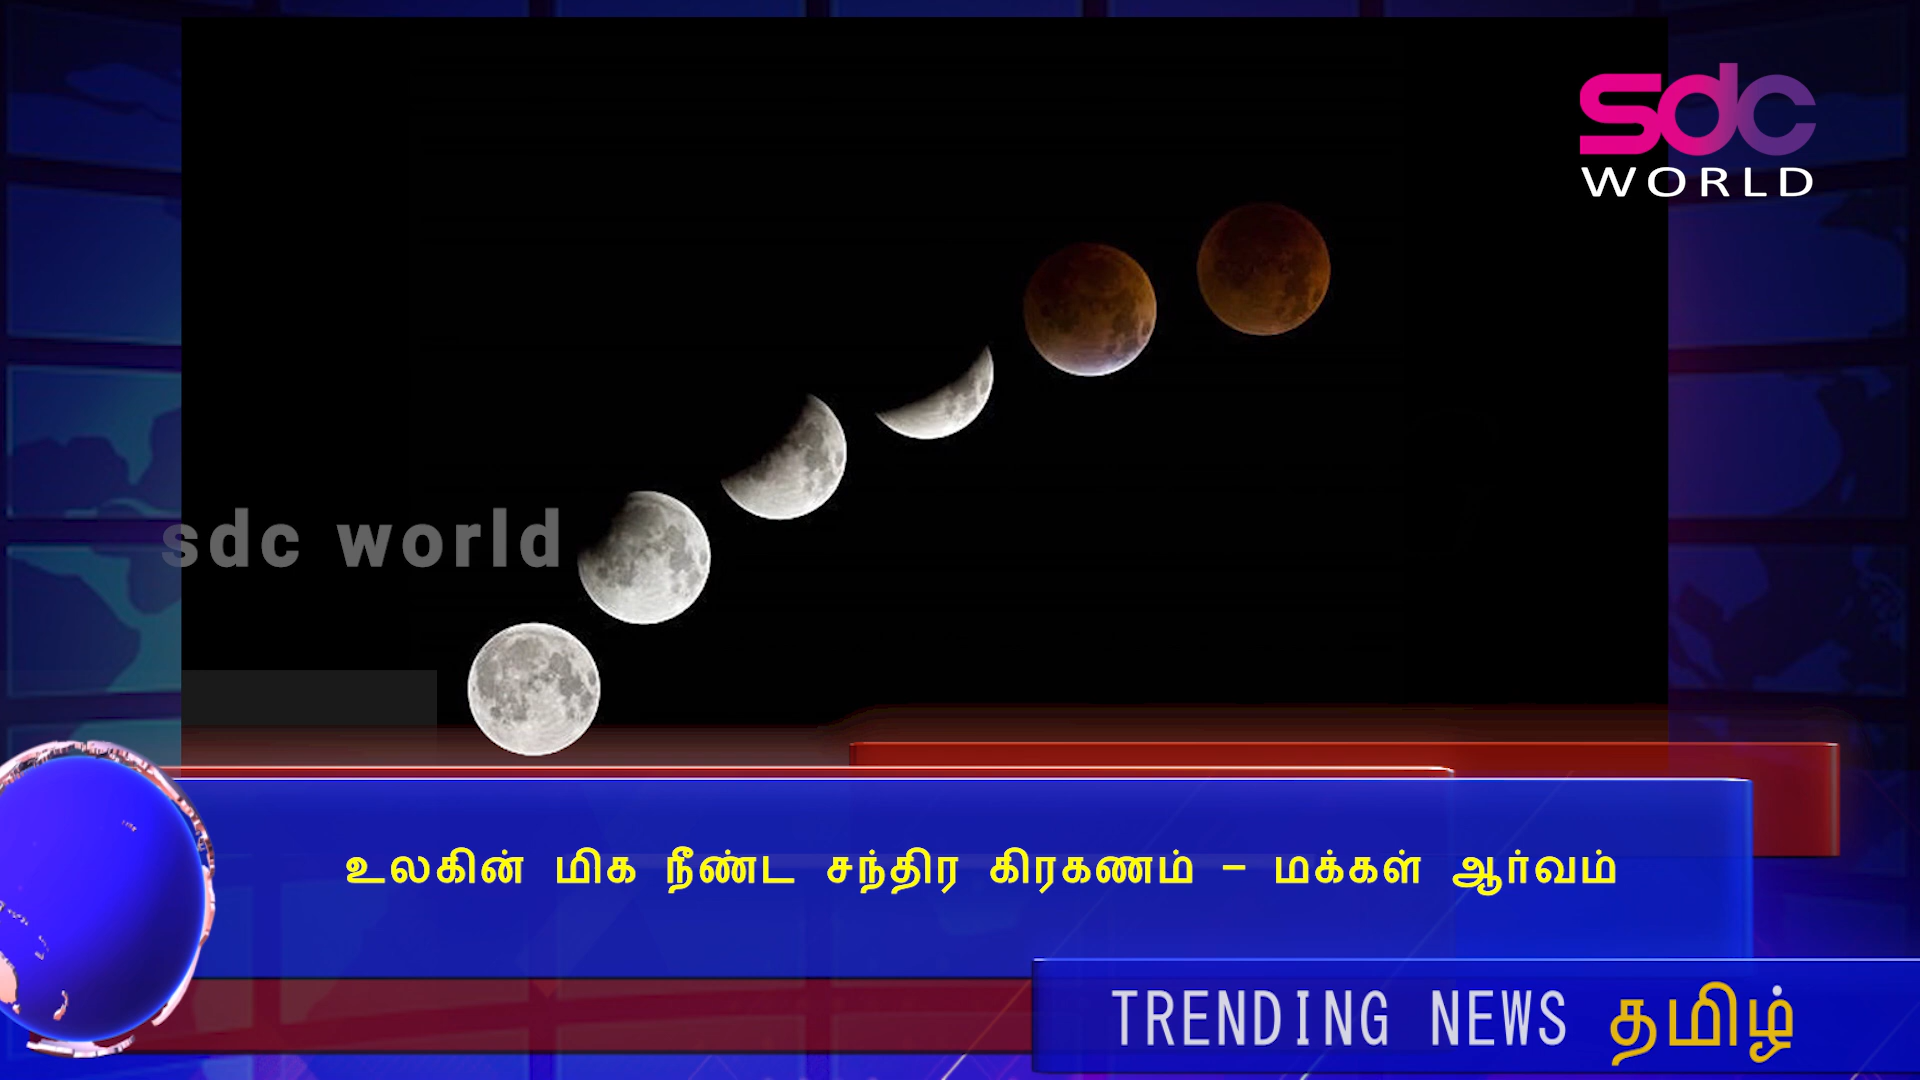 sdc
WORLD
sdc world
உலகின் மிக நீண்ட சந்திர கிரகணம் - மக்கள் ஆர்வம்
TRENDING NEWS தமிழ்